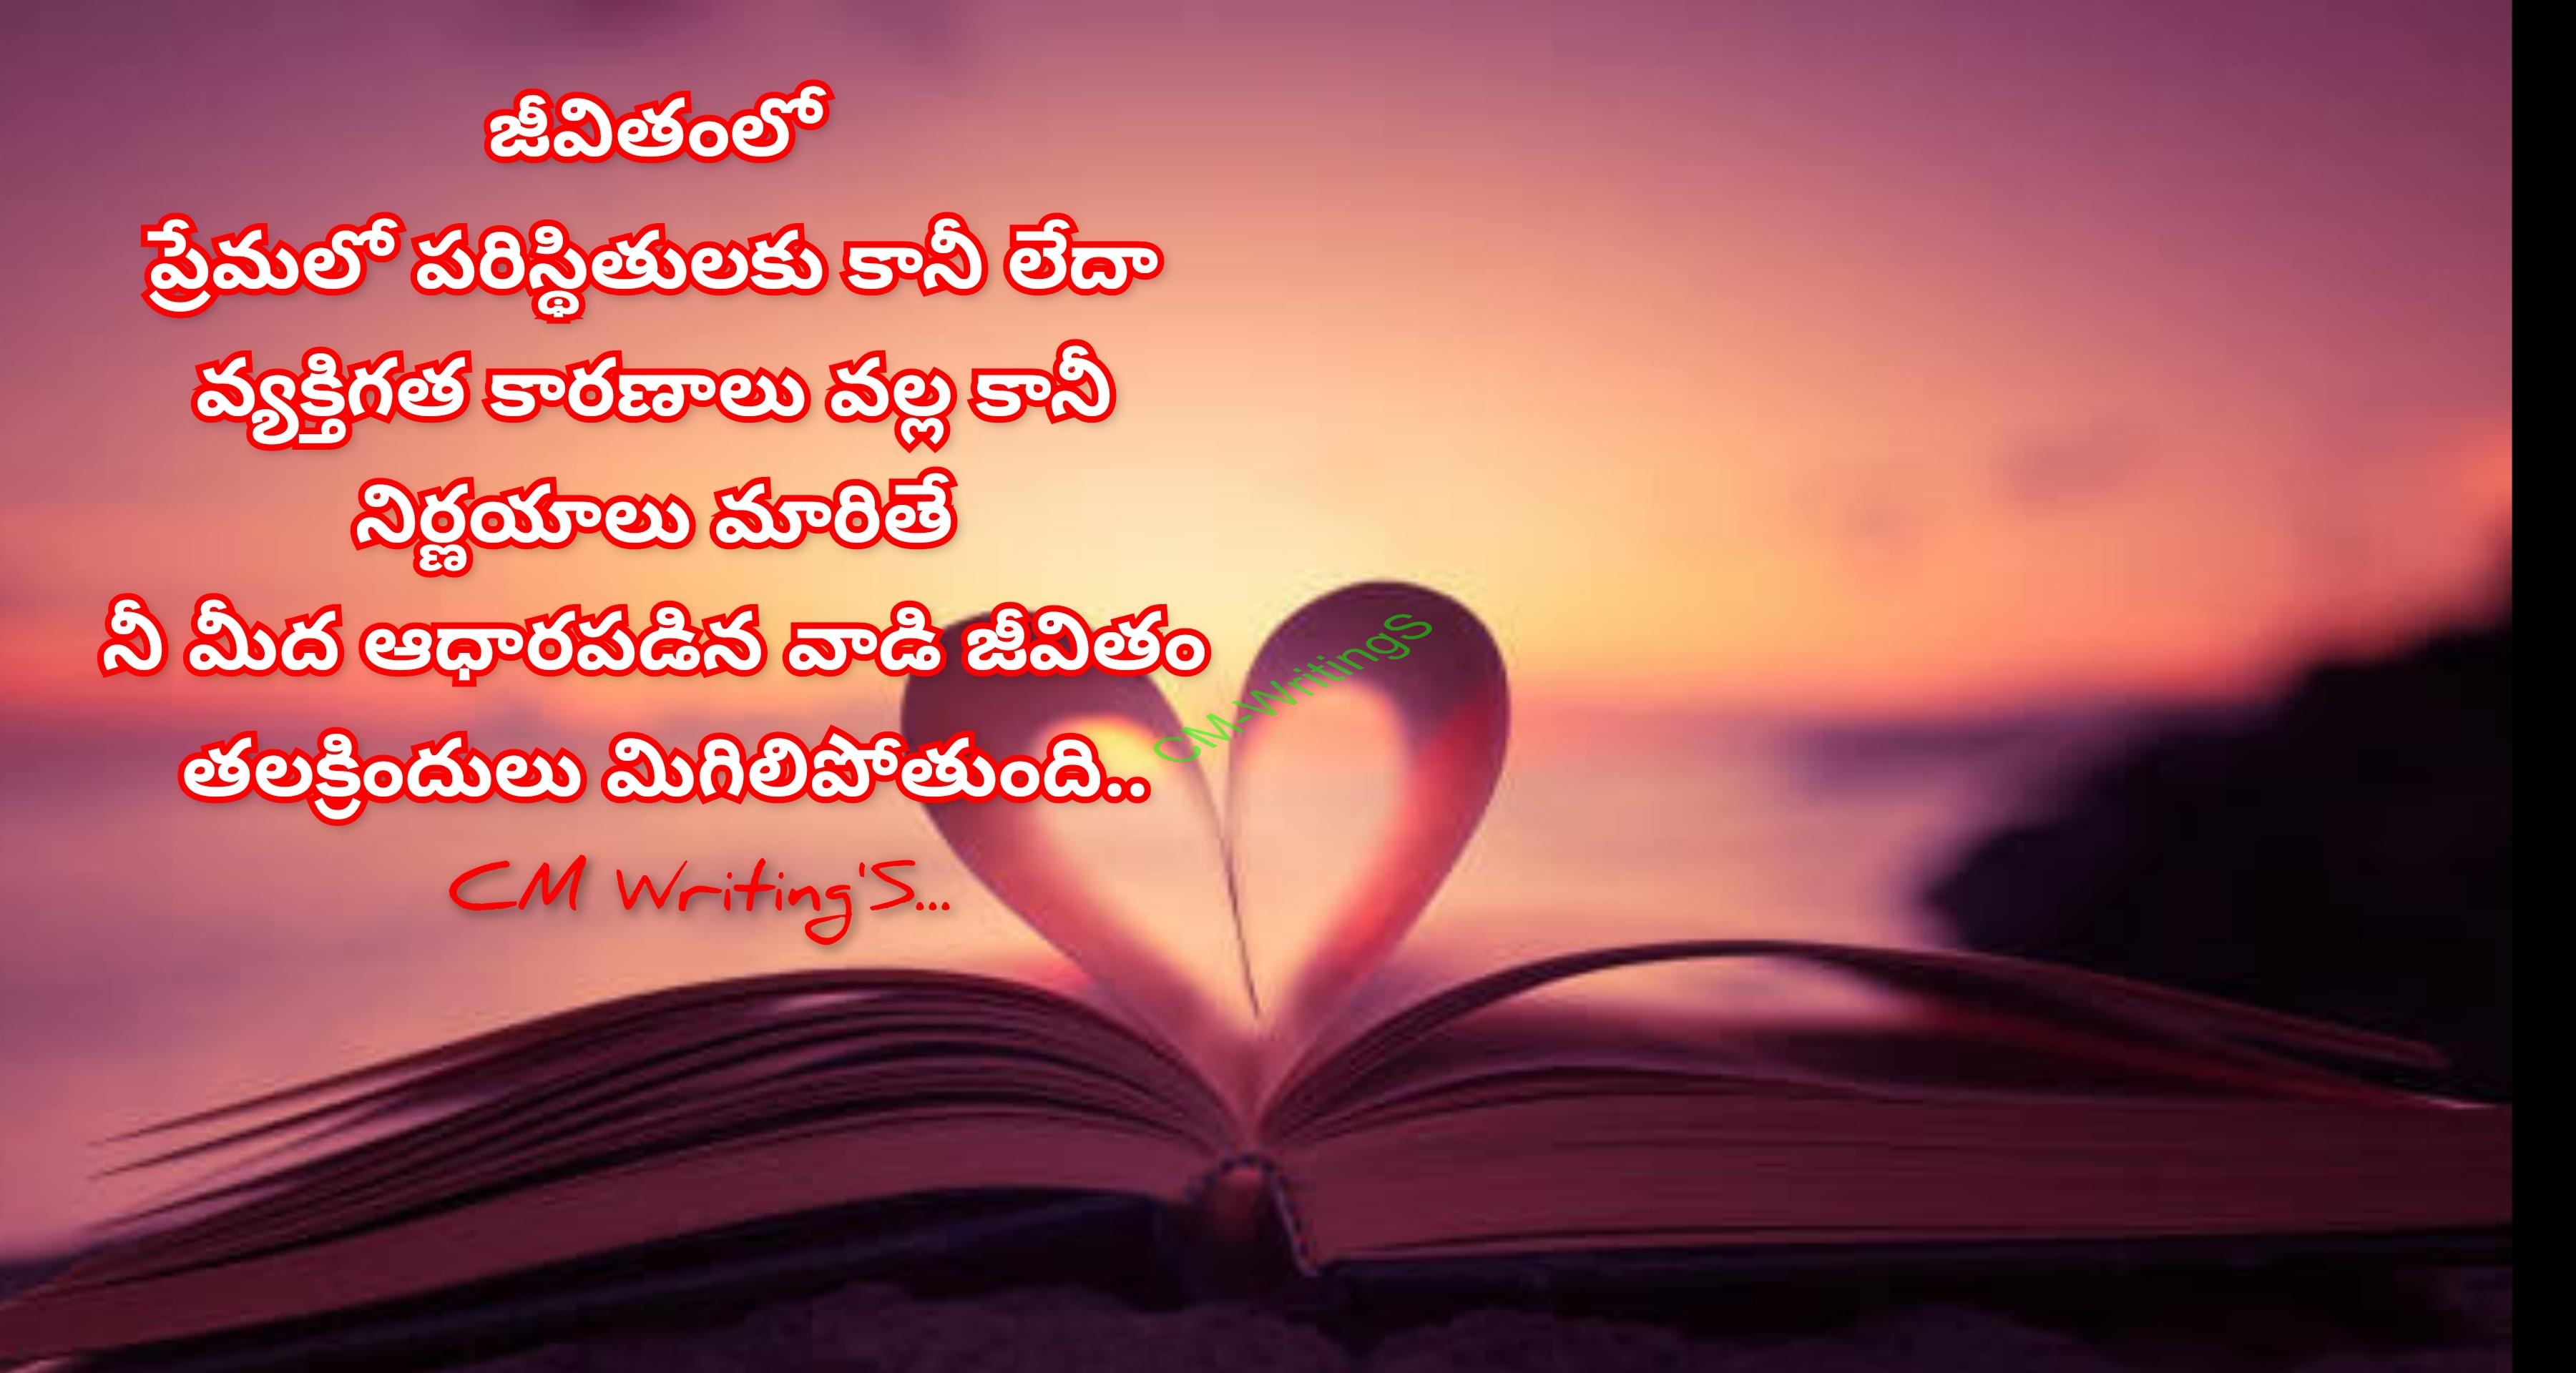 జీవితంలో
ప్రేమలో పరిస్థితులకు కానీ లేదా
వ్యక్తిగత కారణాలు వల్ల కానీ
నిర్ణయాలు మారితే
నీ మీద ఆధారపడిన వాడి జీవితం
తలక్రిందులు మిగిలిపోతుంది..
CM Writing'S...
CM-WritingS